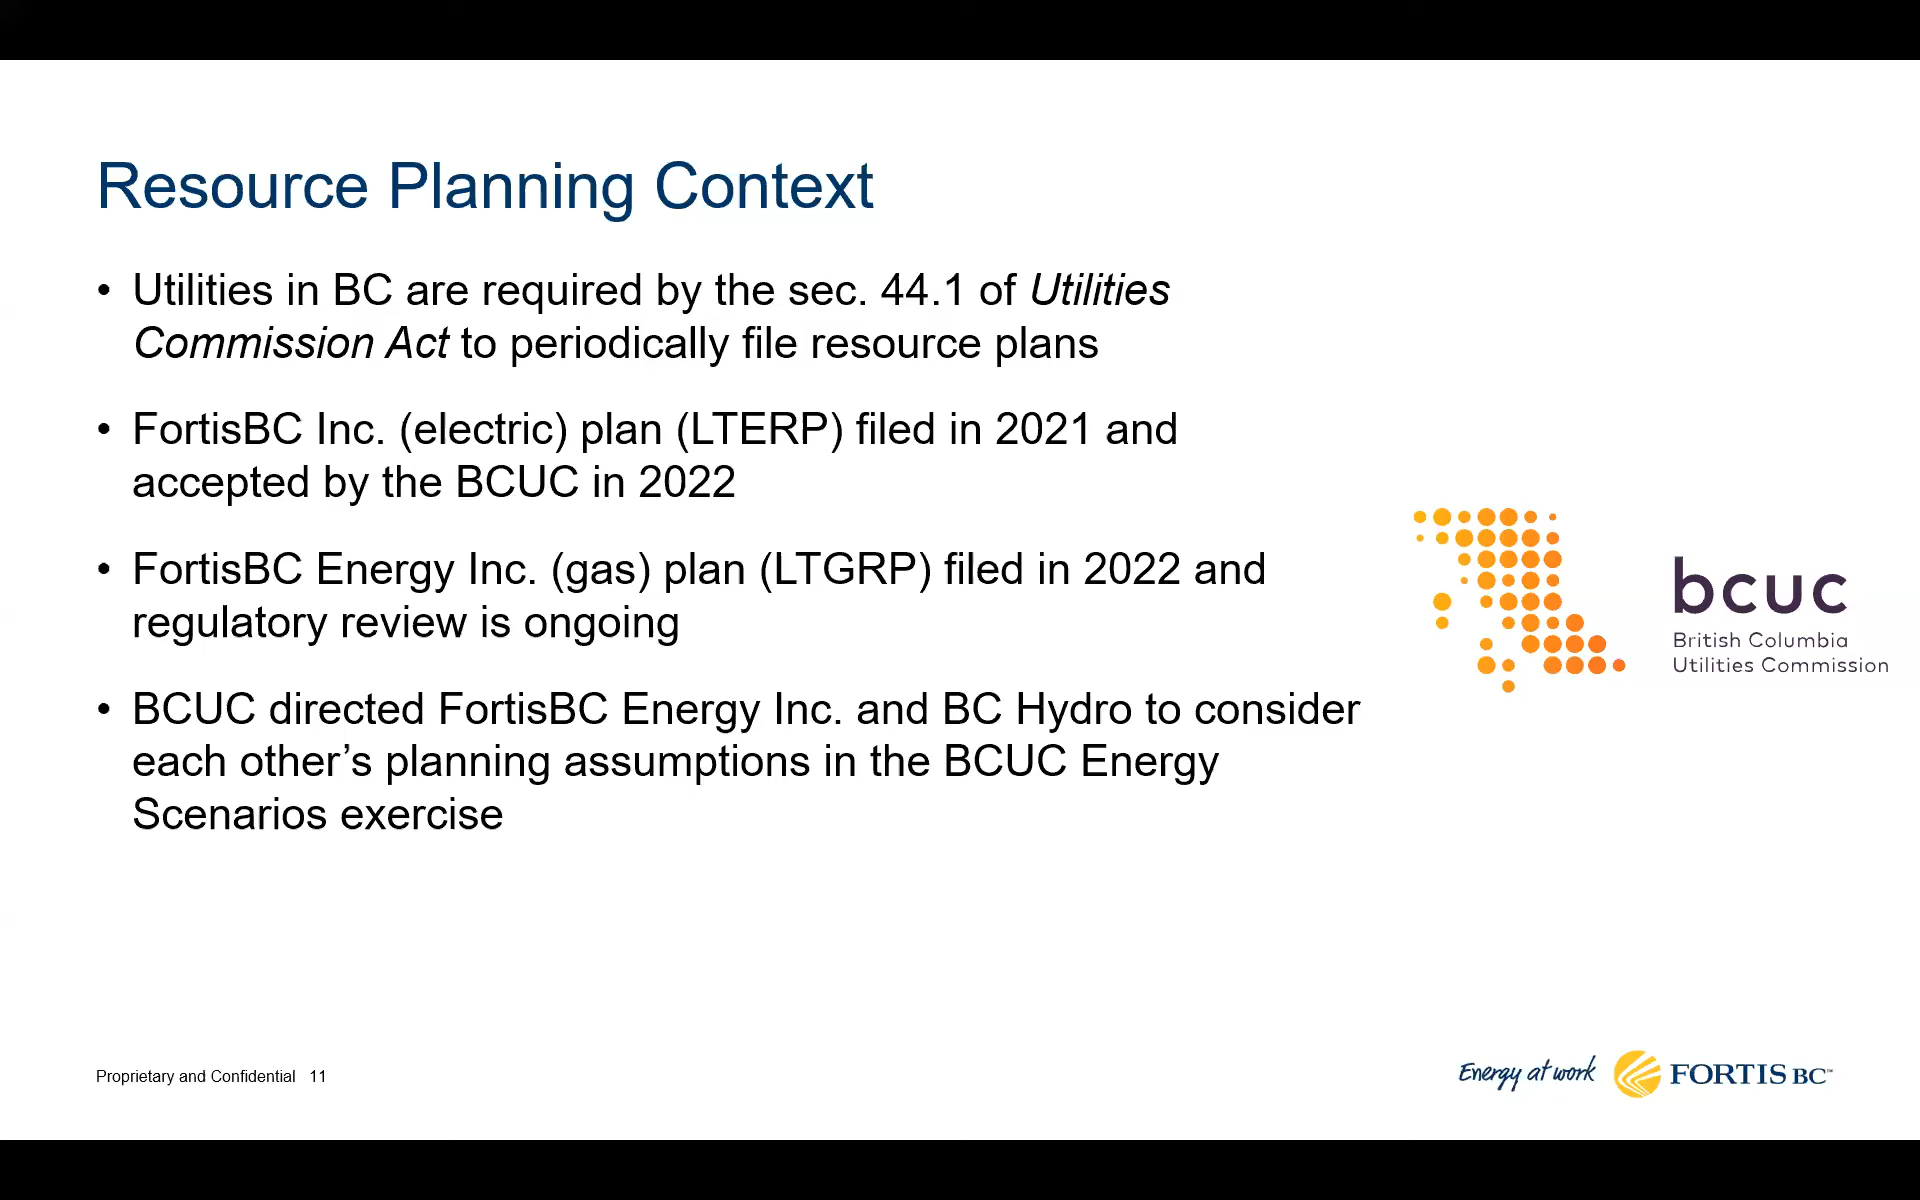 Resource Planning Context
• Utilities in BC are required by the sec. 44.1 of Utilities
Commission Act to periodically file resource plans
• FortisBC Inc. (electric) plan (LTERP) filed in 2021 and
accepted by the BCUC in 2022
• FortisBC Energy Inc. (gas) plan (LTGRP) filed in 2022 and
regulatory review is ongoing
• BCUC directed FortisBC Energy Inc. and BC Hydro to consider
each other’s planning assumptions in the BCUC Energy
Scenarios exercise
bcuc
British Columbia
Utilities Commission
Proprietary and Confidential 11
Energy at work
FORTIS BC™